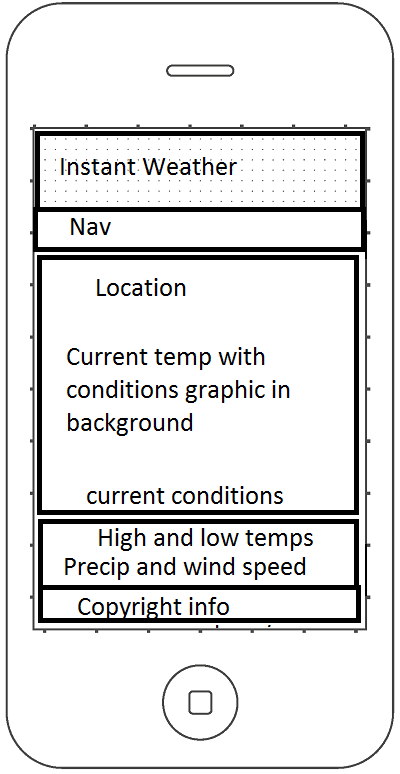 Instant Weather
Nav
Location
Current temp with
conditions graphic in
background
current conditions
High and low temps
Precip and wind speed
Copyright info